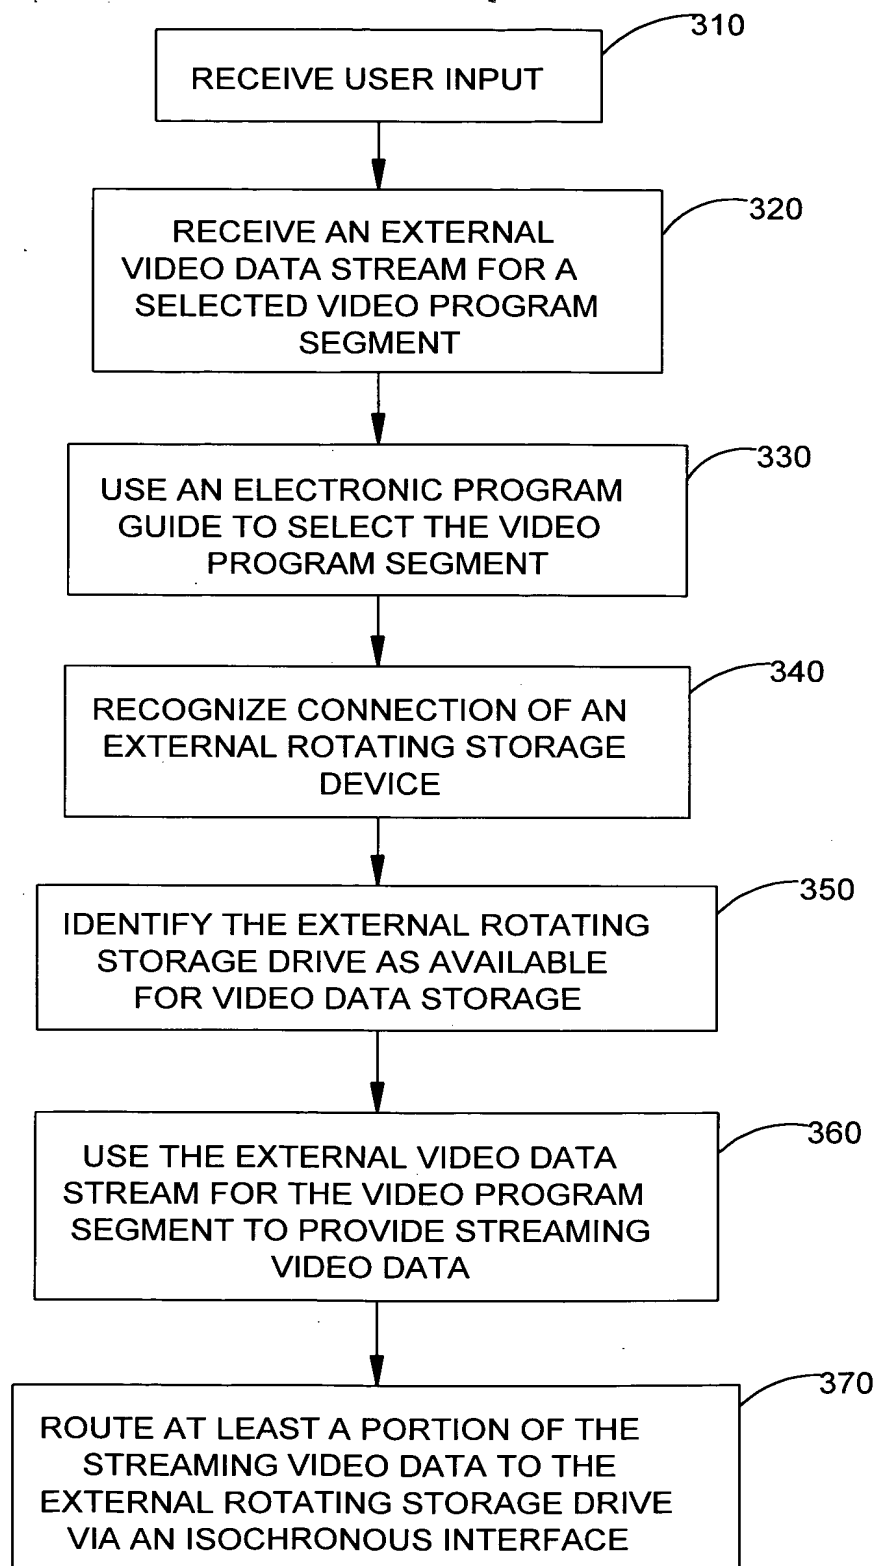 310
RECEIVE USER INPUT
320
RECEIVE AN EXTERNAL
VIDEO DATA STREAM FOR A
SELECTED VIDEO PROGRAM
SEGMENT
330
USE AN ELECTRONIC PROGRAM
GUIDE TO SELECT THE VIDEO
PROGRAM SEGMENT
340
RECOGNIZE CONNECTION OF AN
EXTERNAL ROTATING STORAGE
DEVICE
350
IDENTIFY THE EXTERNAL ROTATING
STORAGE DRIVE AS AVAILABLE
FOR VIDEO DATA STORAGE
360
USE THE EXTERNAL VIDEO DATA
STREAM FOR THE VIDEO PROGRAM
SEGMENT TO PROVIDE STREAMING
VIDEO DATA
370
ROUTE AT LEAST A PORTION OF THE
STREAMING VIDEO DATA TO THE
EXTERNAL ROTATING STORAGE DRIVE
VIA AN ISOCHRONOUS INTERFACE